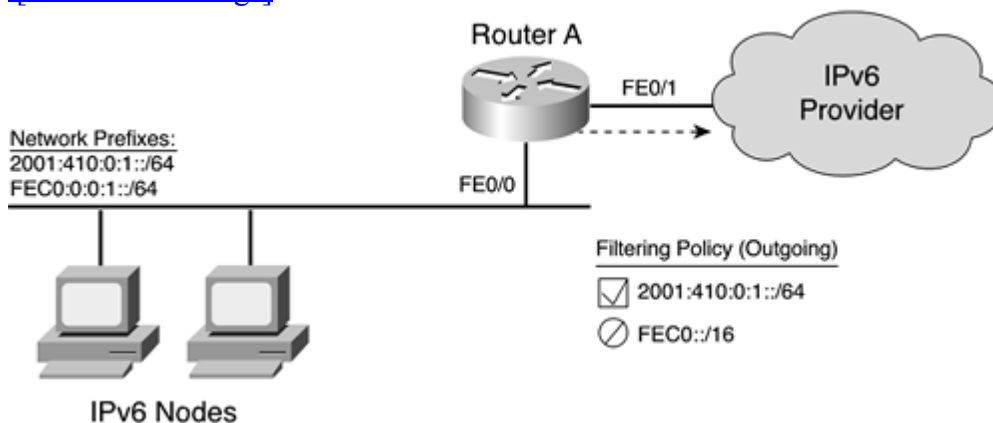 Router A
FE0/1
IPv6
Provider
Network Prefixes:
2001:410:0:1::/64
FEC0:0:0:1::/64
FE0/0
Filtering Policy (Outgoing)
2001:410:0:1::/64
FEC0::/16
IPv6 Nodes